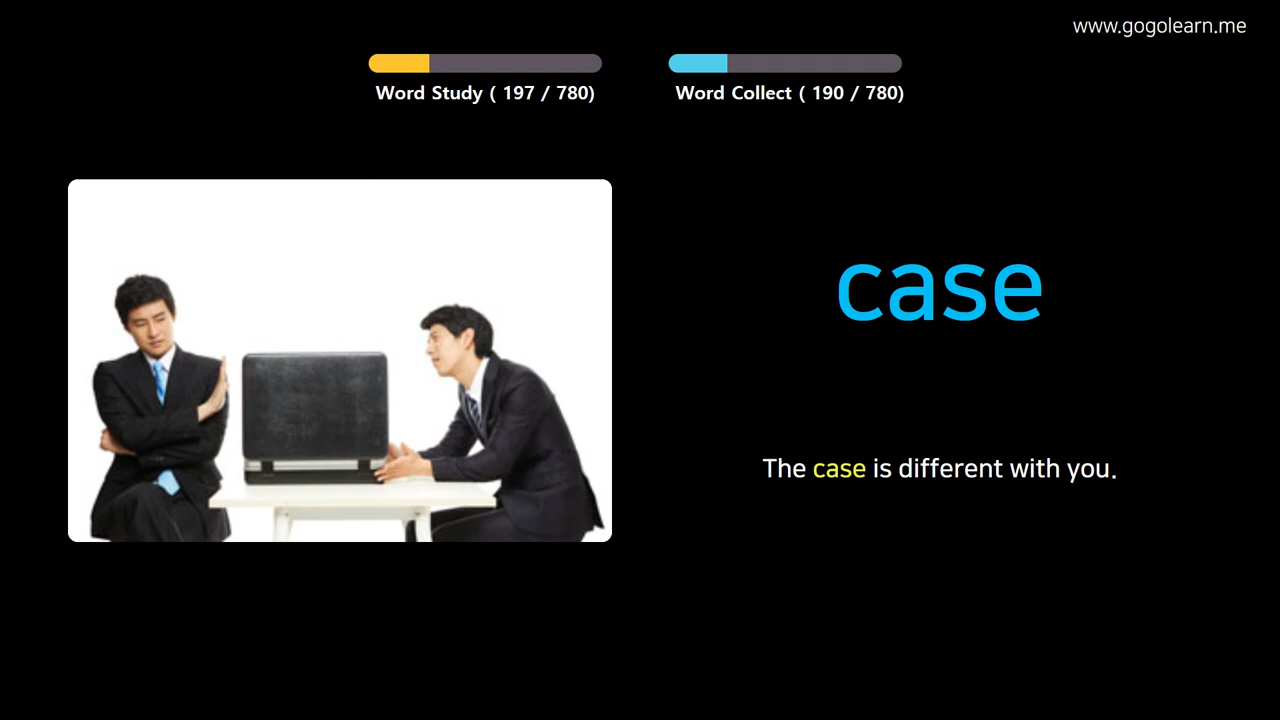 www.gogolearn.me
Word Study ( 197 / 780)
Word Collect ( 190 / 780)
case
The case is different with you.